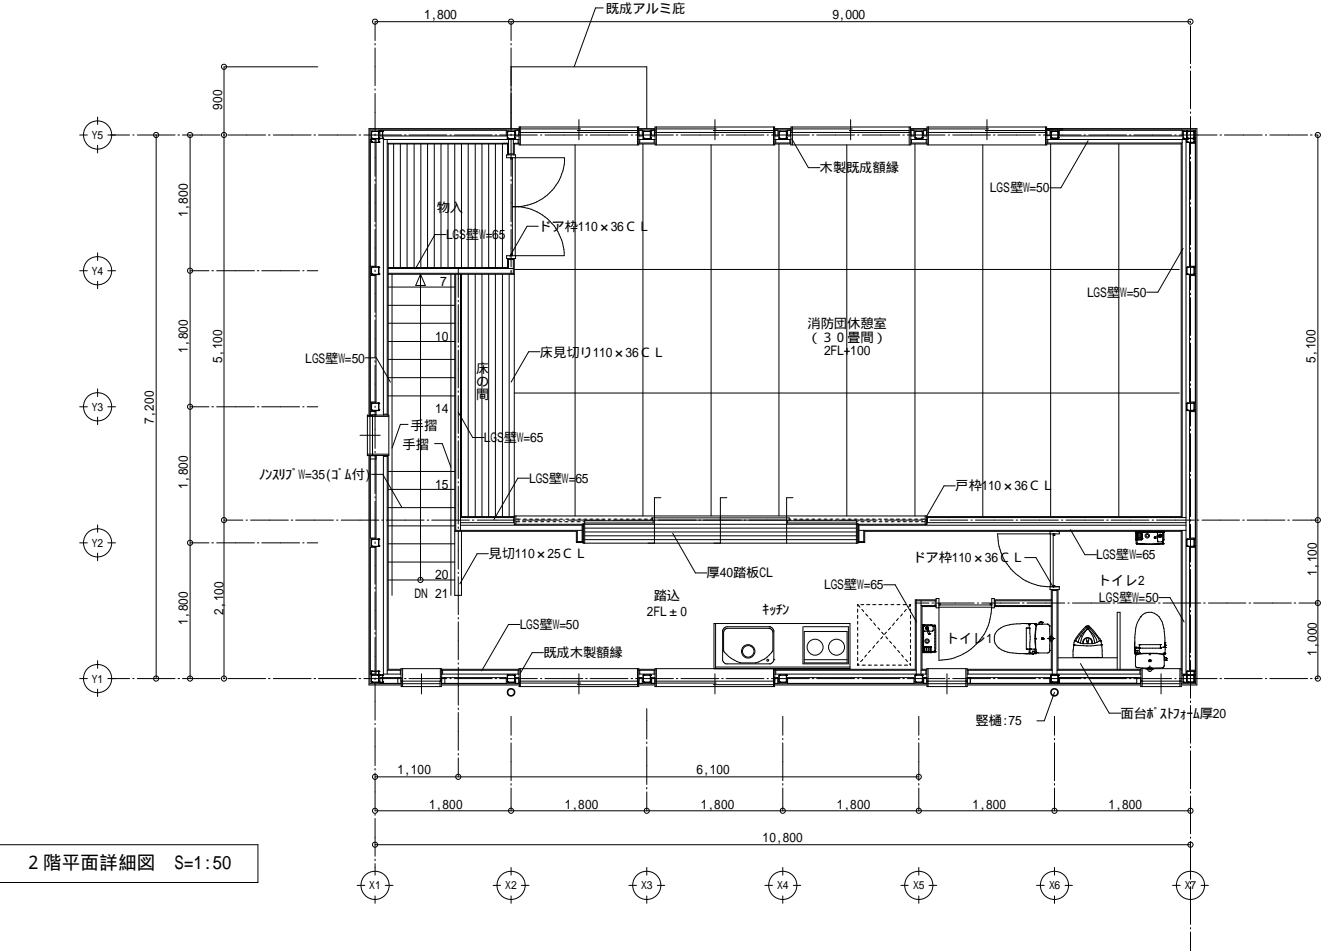 既成アルミ庇
1,800
9,000
900
Y5
木製既成額縁
LGS壁W=50
1,800
物入
ドア枠110×36ＣＬ
LGS壁W=65
Y4
7
LGS壁W=50
消防団休憩室
（３０畳間）
2FL+100
1,800
5,100
10
5,100
床見切り110×36ＣＬ
LGS壁W=50
床の間
Y3
7,200
14
手摺
手摺
LGS壁W=65
1,800
ﾉﾝｽﾘﾌﾟW=35(ｺﾞﾑ付)
15
LGS壁W=65
戸枠110×36ＣＬ
Y2
見切110×25ＣＬ
ドア枠110×36ＣＬ
LGS壁W=65
1,100
20
厚40踏板CL
トイレ2
DN 21
踏込
2FL±0
キッチン
LGS壁W=65
LGS壁W=50
1,800
2,100
LGS壁W=50
トイレ1
1,000
既成木製額縁
Y1
竪樋:75
面台ﾎﾟｽﾄﾌｫｰﾑ厚20
1,100
6,100
1,800
1,800
1,800
1,800
1,800
1,800
10,800
２階平面詳細図 S=1:50
X1
X2
X3
X4
X5
X6
X7